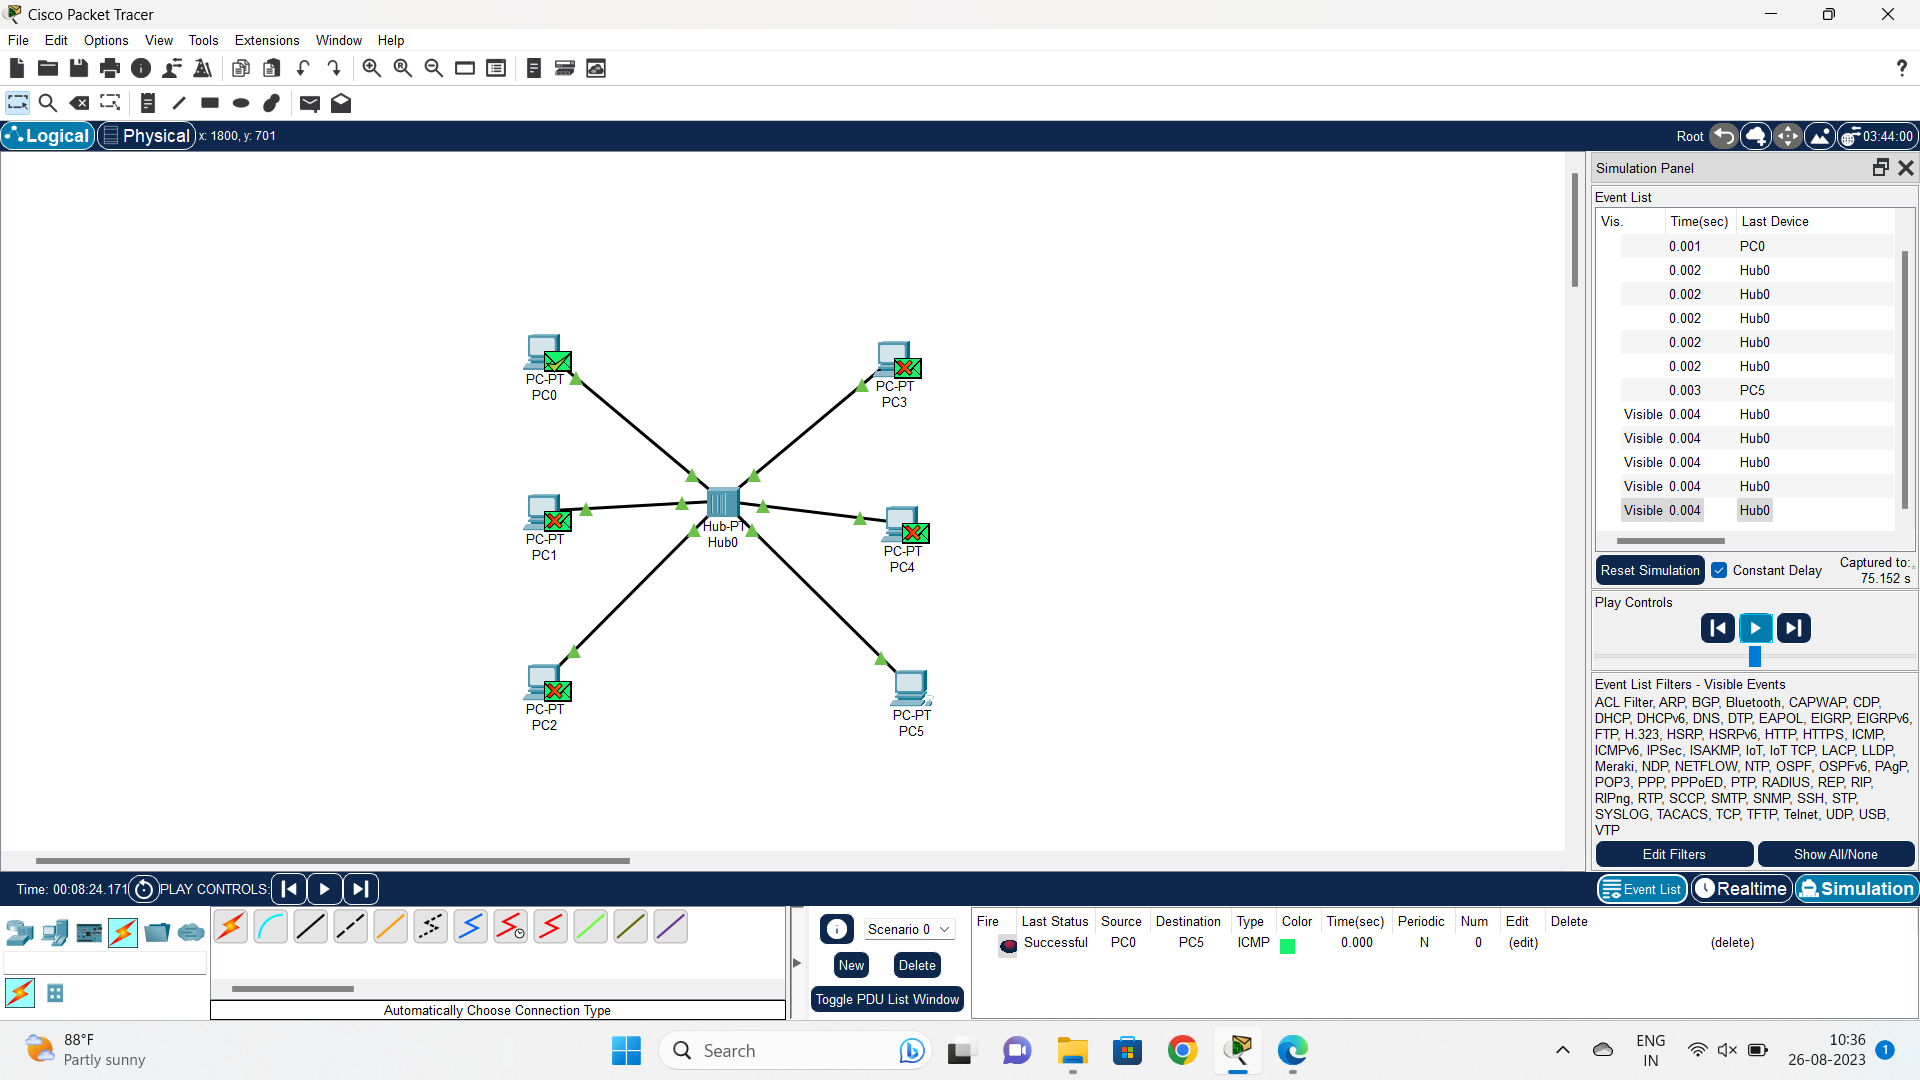 Cisco Packet Tracer
File Edit Options View Tools Extensions Window Help
?
Logical Physical x: 1800, y: 701 Root 03:44:00
Simulation Panel
Event List
Vis. Time(sec) Last Device
0.001 PC0
0.002 Hub0
0.002 Hub0
0.002 Hub0
0.002 Hub0
0.002 Hub0
0.003 PC5
Visible 0.004 Hub0
Visible 0.004 Hub0
Visible 0.004 Hub0
Visible 0.004 Hub0
Visible 0.004 Hub0
Reset Simulation Constant Delay Captured to:
75.152 s
Play Controls
Event List Filters - Visible Events
ACL Filter, ARP, BGP, Bluetooth, CAPWAP, CDP,
DHCP, DHCPv6, DNS, DTP, EAPOL, EIGRP, EIGRPv6,
FTP, H.323, HSRP, HSRPv6, HTTP, HTTPS, ICMP,
ICMPv6, IPSec, ISAKMP, IoT, IoT TCP, LACP, LLDP,
Meraki, NDP, NETFLOW, NTP, OSPF, OSPFv6, PAgP,
POP3, PPP, PPPoED, PTP, RADIUS, REP, RIP,
RIPng, RTP, SCCP, SMTP, SNMP, SSH, STP,
SYSLOG, TACACS, TCP, TFTP, Telnet, UDP, USB,
VTP
Edit Filters Show All/None
PC-PT
PC0
PC-PT
PC3
PC-PT
PC1
Hub-PT
Hub0
PC-PT
PC4
PC-PT
PC2
PC-PT
PC5
Time: 00:08:24.171 PLAY CONTROLS: Event List Realtime Simulation
Automatically Choose Connection Type
Scenario 0
New Delete
Toggle PDU List Window
Fire Last Status Source Destination Type Color Time(sec) Periodic Num Edit Delete
Successful PC0 PC5 ICMP 0.000 N 0 (edit) (delete)
88°F
Partly sunny
Search
ENG
IN
10:36
26-08-2023
1